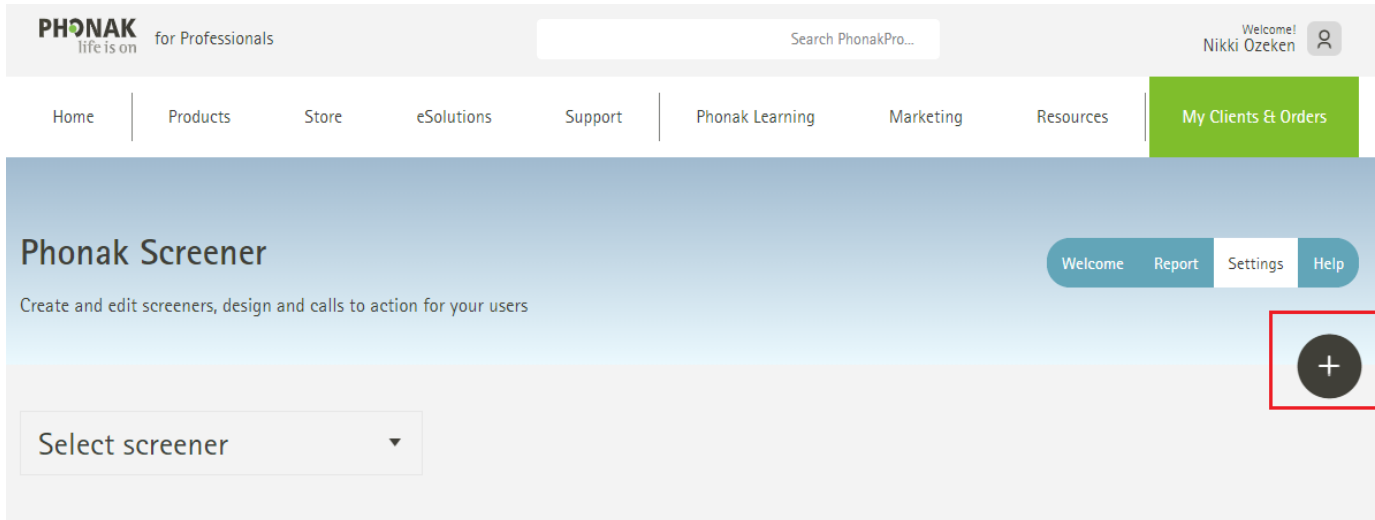 PHONAK
life is on
for Professionals
Search PhonakPro...
Welcome!
Nikki Ozeken
Home Products Store eSolutions Support Phonak Learning Marketing Resources My Clients & Orders
Phonak Screener
Welcome Report Settings Help
Create and edit screeners, design and calls to action for your users
+
Select screener